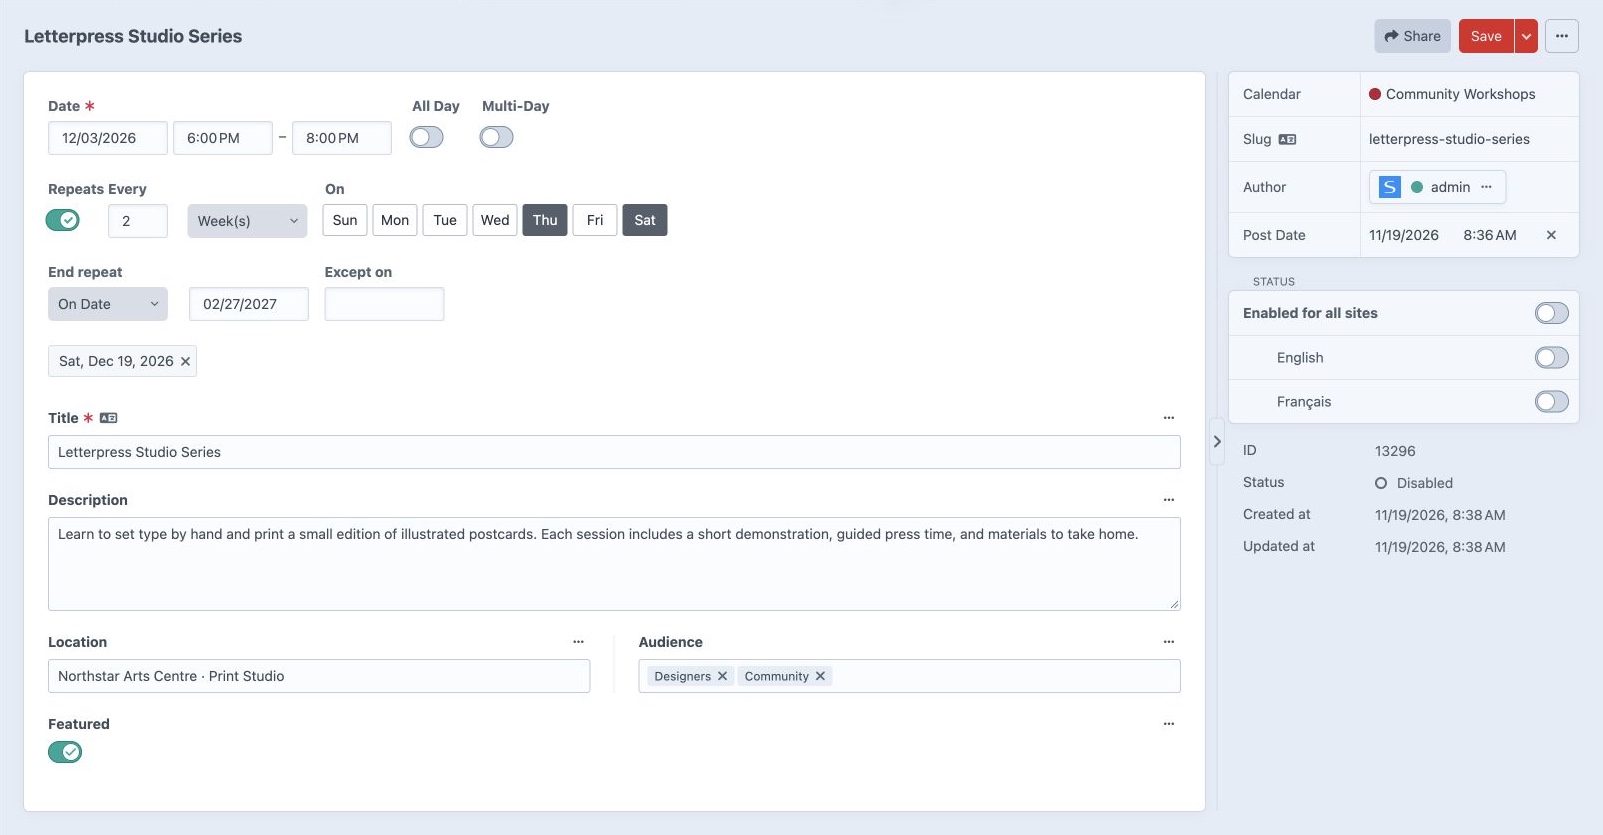 Letterpress Studio Series
Share
Save
Date *
All Day
Multi-Day
12/03/2026
6:00 PM
–
8:00 PM
Repeats Every
On
2
Week(s)
Sun
Mon
Tue
Wed
Thu
Fri
Sat
End repeat
Except on
On Date
02/27/2027
Sat, Dec 19, 2026
Title *
Letterpress Studio Series
Description
Learn to set type by hand and print a small edition of illustrated postcards. Each session includes a short demonstration, guided press time, and materials to take home.
Location
Northstar Arts Centre · Print Studio
Audience
Designers
Community
Featured
Calendar
Community Workshops
Slug
letterpress-studio-series
Author
S
admin
Post Date
11/19/2026
8:36 AM
STATUS
Enabled for all sites
English
Français
ID
13296
Status
Disabled
Created at
11/19/2026, 8:38 AM
Updated at
11/19/2026, 8:38 AM